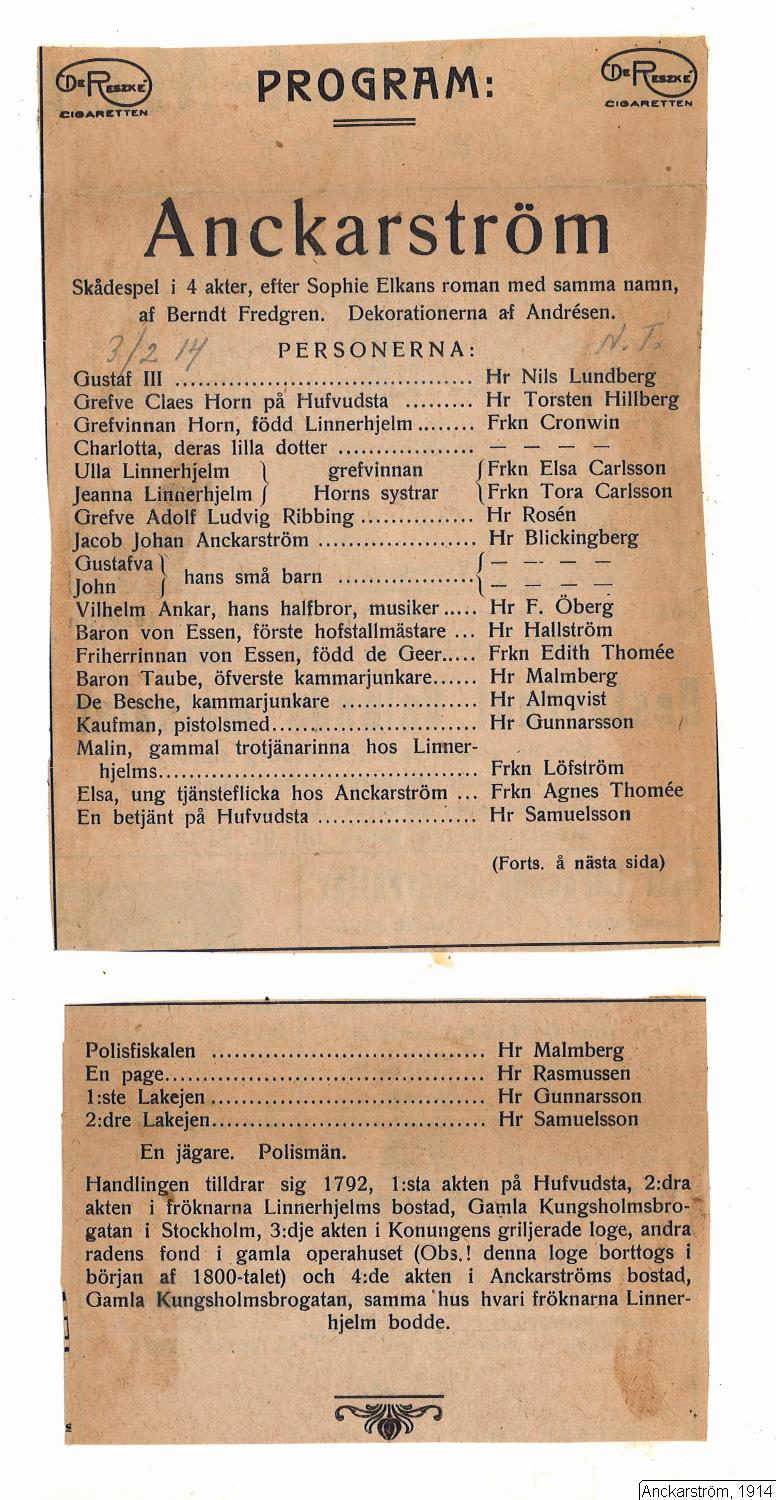 DE RESZKE CIGARETTEN
PROGRAM:
DE RESZKE CIGARETTEN
Anckarström
Skådespel i 4 akter, efter Sophie Elkans roman med samma namn,
af Berndt Fredgren. Dekorationerna af Andrésen.
3/2 14
N. T.
PERSONERNA:
Gustaf III ........................................ Hr Nils Lundberg
Grefve Claes Horn på Hufvudsta ......... Hr Torsten Hillberg
Grefvinnan Horn, född Linnerhjelm ........ Frkn Cronwin
Charlotta, deras lilla dotter .................. — — — —
Ulla Linnerhjelm } grefvinnan { Frkn Elsa Carlsson
Jeanna Linnerhjelm } Horns systrar { Frkn Tora Carlsson
Grefve Adolf Ludvig Ribbing ............... Hr Rosén
Jacob Johan Anckarström ..................... Hr Blickingberg
Gustafva } { — — — —
John } hans små barn .................. { — — — —
Vilhelm Ankar, hans halfbror, musiker ..... Hr F. Öberg
Baron von Essen, förste hofstallmästare ... Hr Hallström
Friherrinnan von Essen, född de Geer..... Frkn Edith Thomée
Baron Taube, öfverste kammarjunkare...... Hr Malmberg
De Besche, kammarjunkare .................. Hr Almqvist
Kaufman, pistolsmed........................... Hr Gunnarsson
Malin, gammal trotjänarinna hos Linner-
hjelms.......................................... Frkn Löfström
Elsa, ung tjänsteflicka hos Anckarström ... Frkn Agnes Thomée
En betjänt på Hufvudsta ..................... Hr Samuelsson
(Forts. å nästa sida)
Polisfiskalen .................................... Hr Malmberg
En page.......................................... Hr Rasmussen
1:ste Lakejen .................................... Hr Gunnarsson
2:dre Lakejen.................................... Hr Samuelsson
En jägare. Polismän.
Handlingen tilldrar sig 1792, 1:sta akten på Hufvudsta, 2:dra
akten i fröknarna Linnerhjelms bostad, Gamla Kungsholmsbro-
gatan i Stockholm, 3:dje akten i Konungens griljerade loge, andra
radens fond i gamla operahuset (Obs.! denna loge borttogs i
början af 1800-talet) och 4:de akten i Anckarströms bostad,
Gamla Kungsholmsbrogatan, samma hus hvari fröknarna Linner-
hjelm bodde.
Anckarström, 1914